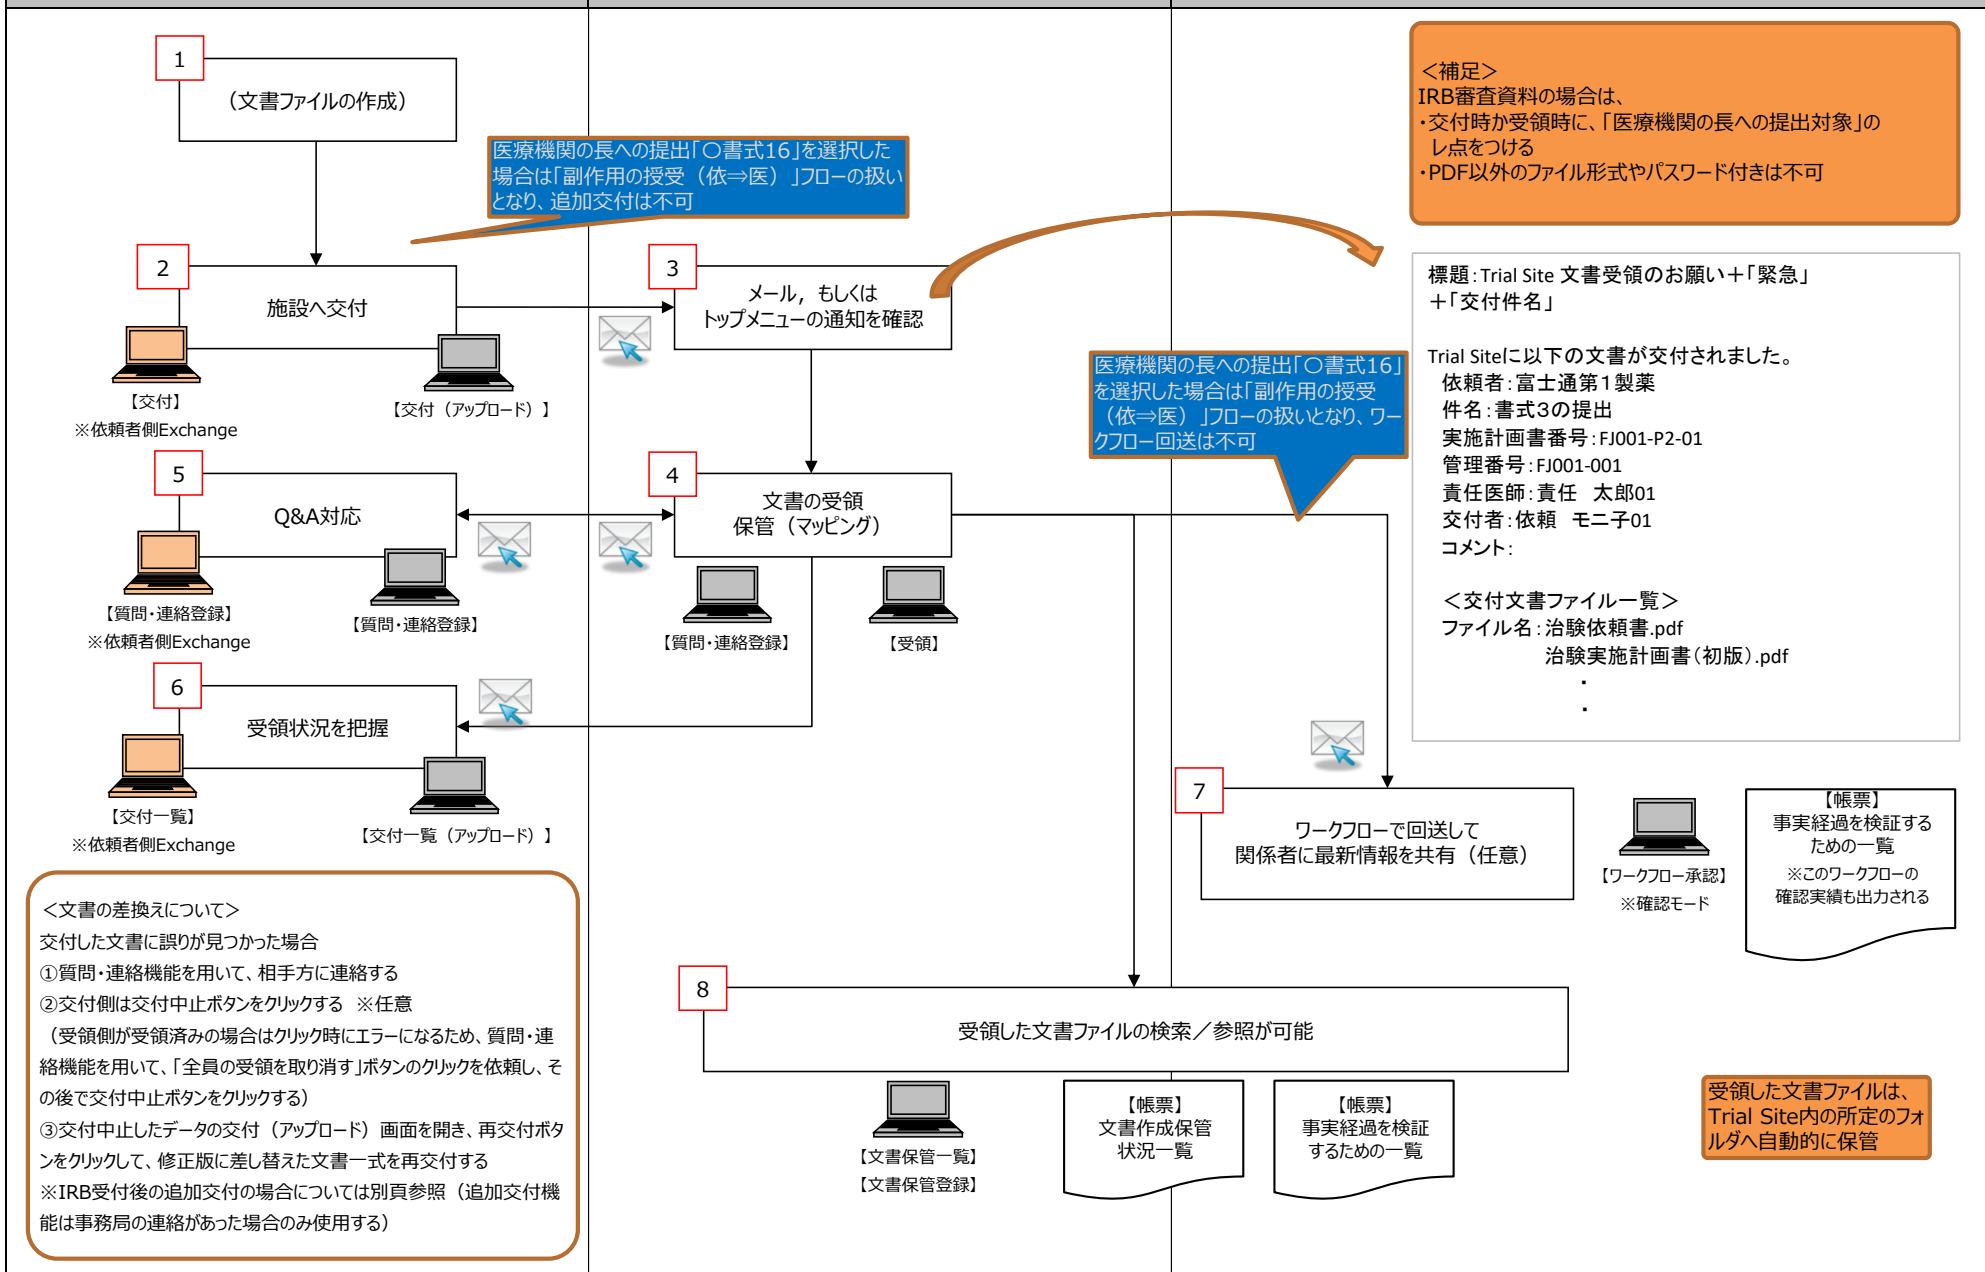 1
（文書ファイルの作成）
医療機関の長への提出「〇書式16」を選択した
場合は「副作用の授受（依⇒医）」フローの扱い
となり、追加交付は不可
＜補足＞
IRB審査資料の場合は、
・交付時か受領時に、「医療機関の長への提出対象」の
レ点をつける
・PDF以外のファイル形式やパスワード付きは不可
2
施設へ交付
【交付】
※依頼者側Exchange
【交付（アップロード）】
3
メール，もしくは
トップメニューの通知を確認
標題：Trial Site 文書受領のお願い＋「緊急」
＋「交付件名」
Trial Siteに以下の文書が交付されました。
依頼者：富士通第１製薬
件名：書式３の提出
実施計画書番号：FJ001-P2-01
管理番号：FJ001-001
責任医師：責任　太郎01
交付者：依頼　モニ子01
コメント：
＜交付文書ファイル一覧＞
ファイル名：治験依頼書.pdf
治験実施計画書（初版）.pdf
・
・
医療機関の長への提出「〇書式16」
を選択した場合は「副作用の授受
（依⇒医）」フローの扱いとなり、ワー
クフロー回送は不可
5
Q&A対応
【質問・連絡登録】
※依頼者側Exchange
【質問・連絡登録】
4
文書の受領
保管（マッピング）
【質問・連絡登録】
【受領】
6
受領状況を把握
【交付一覧】
※依頼者側Exchange
【交付一覧（アップロード）】
7
ワークフローで回送して
関係者に最新情報を共有（任意）
【ワークフロー承認】
※確認モード
【帳票】
事実経過を検証する
ための一覧
※このワークフローの
確認実績も出力される
＜文書の差換えについて＞
交付した文書に誤りが見つかった場合
①質問・連絡機能を用いて、相手方に連絡する
②交付側は交付中止ボタンをクリックする　※任意
（受領側が受領済みの場合はクリック時にエラーになるため、質問・連
絡機能を用いて、「全員の受領を取り消す」ボタンのクリックを依頼し、そ
の後で交付中止ボタンをクリックする）
③交付中止したデータの交付（アップロード）画面を開き、再交付ボタ
ンをクリックして、修正版に差し替えた文書一式を再交付する
※IRB受付後の追加交付の場合については別頁参照（追加交付機
能は事務局の連絡があった場合のみ使用する）
8
受領した文書ファイルの検索／参照が可能
【文書保管一覧】
【文書保管登録】
【帳票】
文書作成保管
状況一覧
【帳票】
事実経過を検証
するための一覧
受領した文書ファイルは、
Trial Site内の所定のフォ
ルダへ自動的に保管